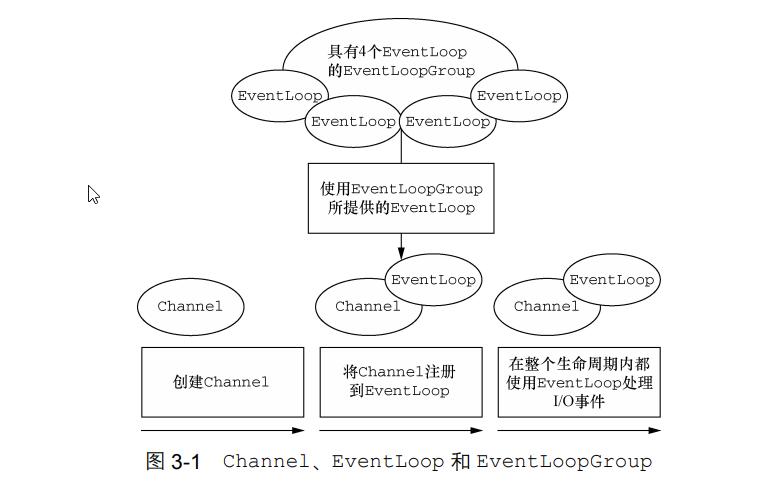 具有4个EventLoop
的EventLoopGroup
EventLoop
EventLoop
EventLoop
EventLoop
使用EventLoopGroup
所提供的EventLoop
Channel
Channel
EventLoop
Channel
EventLoop
创建Channel
将Channel注册
到EventLoop
在整个生命周期内都
使用EventLoop处理
I/O事件
图 3-1 Channel、EventLoop 和 EventLoopGroup